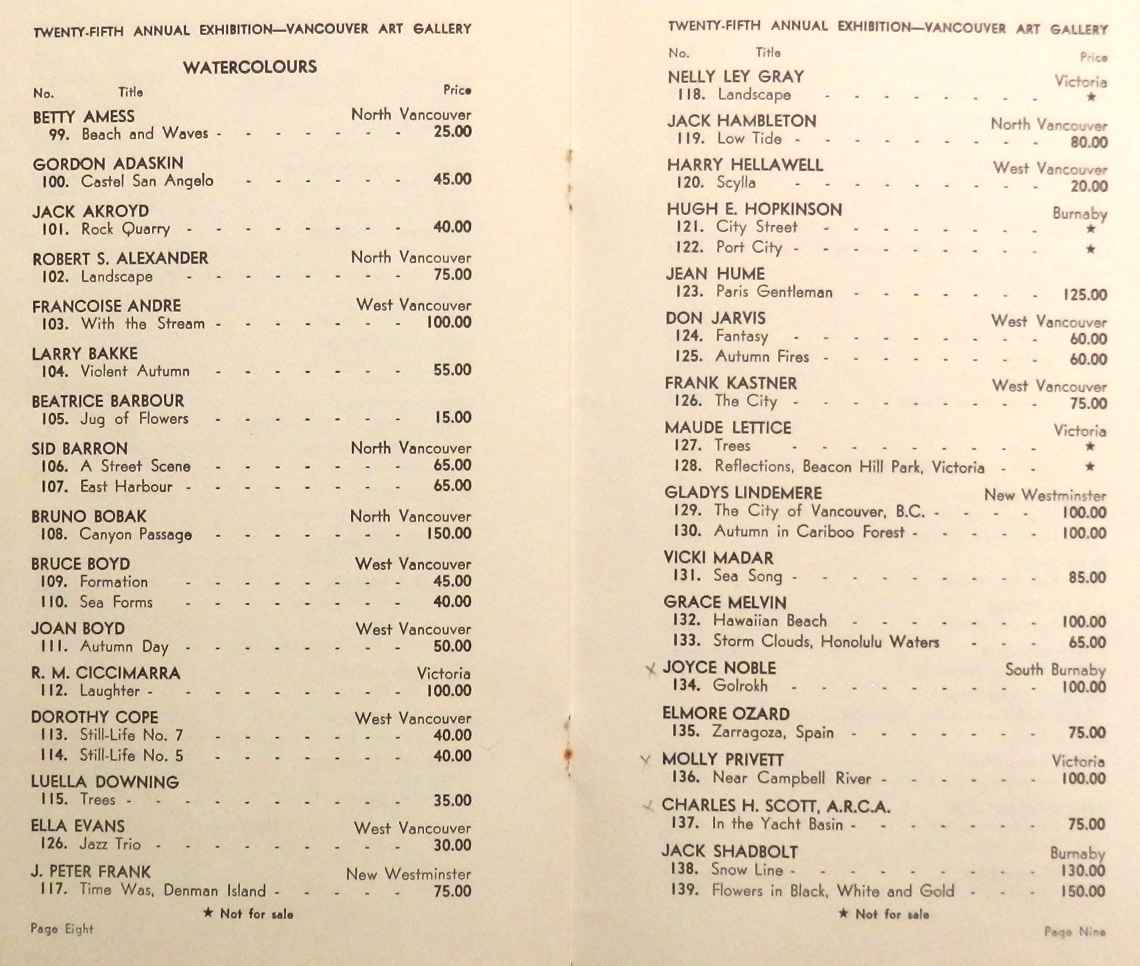 TWENTY-FIFTH ANNUAL EXHIBITION—VANCOUVER ART GALLERY
WATERCOLOURS
No. Title Price
BETTY AMESS North Vancouver
99. Beach and Waves - - - - - - - 25.00
GORDON ADASKIN
100. Castel San Angelo - - - - - - 45.00
JACK AKROYD
101. Rock Quarry - - - - - - - - 40.00
ROBERT S. ALEXANDER North Vancouver
102. Landscape - - - - - - - - 75.00
FRANCOISE ANDRE West Vancouver
103. With the Stream - - - - - - - 100.00
LARRY BAKKE
104. Violent Autumn - - - - - - - 55.00
BEATRICE BARBOUR
105. Jug of Flowers - - - - - - - 15.00
SID BARRON North Vancouver
106. A Street Scene - - - - - - - 65.00
107. East Harbour - - - - - - - - 65.00
BRUNO BOBAK North Vancouver
108. Canyon Passage - - - - - - - 150.00
BRUCE BOYD West Vancouver
109. Formation - - - - - - - - 45.00
110. Sea Forms - - - - - - - - 40.00
JOAN BOYD West Vancouver
111. Autumn Day - - - - - - - - 50.00
R. M. CICCIMARRA Victoria
112. Laughter - - - - - - - - - 100.00
DOROTHY COPE West Vancouver
113. Still-Life No. 7 - - - - - - - 40.00
114. Still-Life No. 5 - - - - - - - 40.00
LUELLA DOWNING
115. Trees - - - - - - - - - - 35.00
ELLA EVANS West Vancouver
126. Jazz Trio - - - - - - - - - 30.00
J. PETER FRANK New Westminster
117. Time Was, Denman Island - - - - - 75.00
★ Not for sale
Page Eight
TWENTY-FIFTH ANNUAL EXHIBITION—VANCOUVER ART GALLERY
No. Title Price
NELLY LEY GRAY Victoria
118. Landscape - - - - - - - - ★
JACK HAMBLETON North Vancouver
119. Low Tide - - - - - - - - - 80.00
HARRY HELLAWELL West Vancouver
120. Scylla - - - - - - - - - 20.00
HUGH E. HOPKINSON Burnaby
121. City Street - - - - - - - - ★
122. Port City - - - - - - - - - ★
JEAN HUME
123. Paris Gentleman - - - - - - - 125.00
DON JARVIS West Vancouver
124. Fantasy - - - - - - - - - 60.00
125. Autumn Fires - - - - - - - - 60.00
FRANK KASTNER West Vancouver
126. The City - - - - - - - - - 75.00
MAUDE LETTICE Victoria
127. Trees - - - - - - - - - ★
128. Reflections, Beacon Hill Park, Victoria - - ★
GLADYS LINDEMERE New Westminster
129. The City of Vancouver, B.C. - - - - 100.00
130. Autumn in Cariboo Forest - - - - - 100.00
VICKI MADAR
131. Sea Song - - - - - - - - - 85.00
GRACE MELVIN
132. Hawaiian Beach - - - - - - - 100.00
133. Storm Clouds, Honolulu Waters - - - 65.00
JOYCE NOBLE South Burnaby
134. Golrokh - - - - - - - - - 100.00
ELMORE OZARD
135. Zarragoza, Spain - - - - - - - 75.00
MOLLY PRIVETT Victoria
136. Near Campbell River - - - - - - 100.00
CHARLES H. SCOTT, A.R.C.A.
137. In the Yacht Basin - - - - - - - 75.00
JACK SHADBOLT Burnaby
138. Snow Line - - - - - - - - - 130.00
139. Flowers in Black, White and Gold - - - 150.00
★ Not for sale
Page Nine